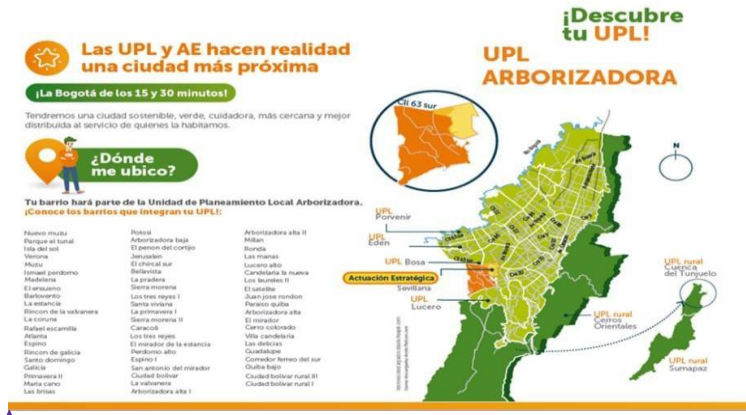 ¡Descubre
tu UPL!
UPL
ARBORIZADORA
Las UPL y AE hacen realidad
una ciudad más próxima
¡La Bogotá de los 15 y 30 minutos!
Tendremos una ciudad sostenible, verde, cuidadora, más cercana y mejor
distribuida al servicio de quienes la habitamos.
¿Dónde
me ubico?
Tu barrio hará parte de la Unidad de Planeamiento Local Arborizadora.
¡Conoce los barrios que integran tu UPL!:
Nuevo muzu
Parque el tunal
Isla del sol
Verona
Muzu
Ismael perdomo
Madelena
El ensueno
Barlovento
La estancia
Rincon de la valvanera
La coruna
Rafael escamilla
Atlanta
Espino
Rincon de galicia
Santo domingo
Galicia
Primavera II
Maria cano
Las brisas
Potosi
Arborizadora baja
El penon del cortijo
Jerusalen
El chircal sur
Bellavista
La pradera
Sierra morena
Los tres reyes I
Santa viviana
La primavera I
Sierra morena II
Caracoli
Los tres reyes
El mirador de la estancia
Perdomo alto
Espino I
San antonio del mirador
Ciudad bolivar
La valvanera
Arborizadora alta I
Arborizadora alta II
Millan
Ronda
Las manas
Lucero alto
Candelaria la nueva
Los laureles II
El satelite
Juan jose rondon
Paraiso quiba
Arborizadora alta
El mirador
Cerro colorado
Villa candelaria
Las delicias
Guadalupe
Corredor ferreo del sur
Quiba bajo
Ciudad bolivar rural III
Ciudad bolivar rural I
Cll 63 sur
N
UPL
Porvenir
UPL
Edén
UPL Bosa
Actuación Estratégica
Sevillana
UPL
Lucero
UPL rural
Cerros
Orientales
UPL rural
Cuenca
del Tunjuelo
UPL rural
Sumapaz